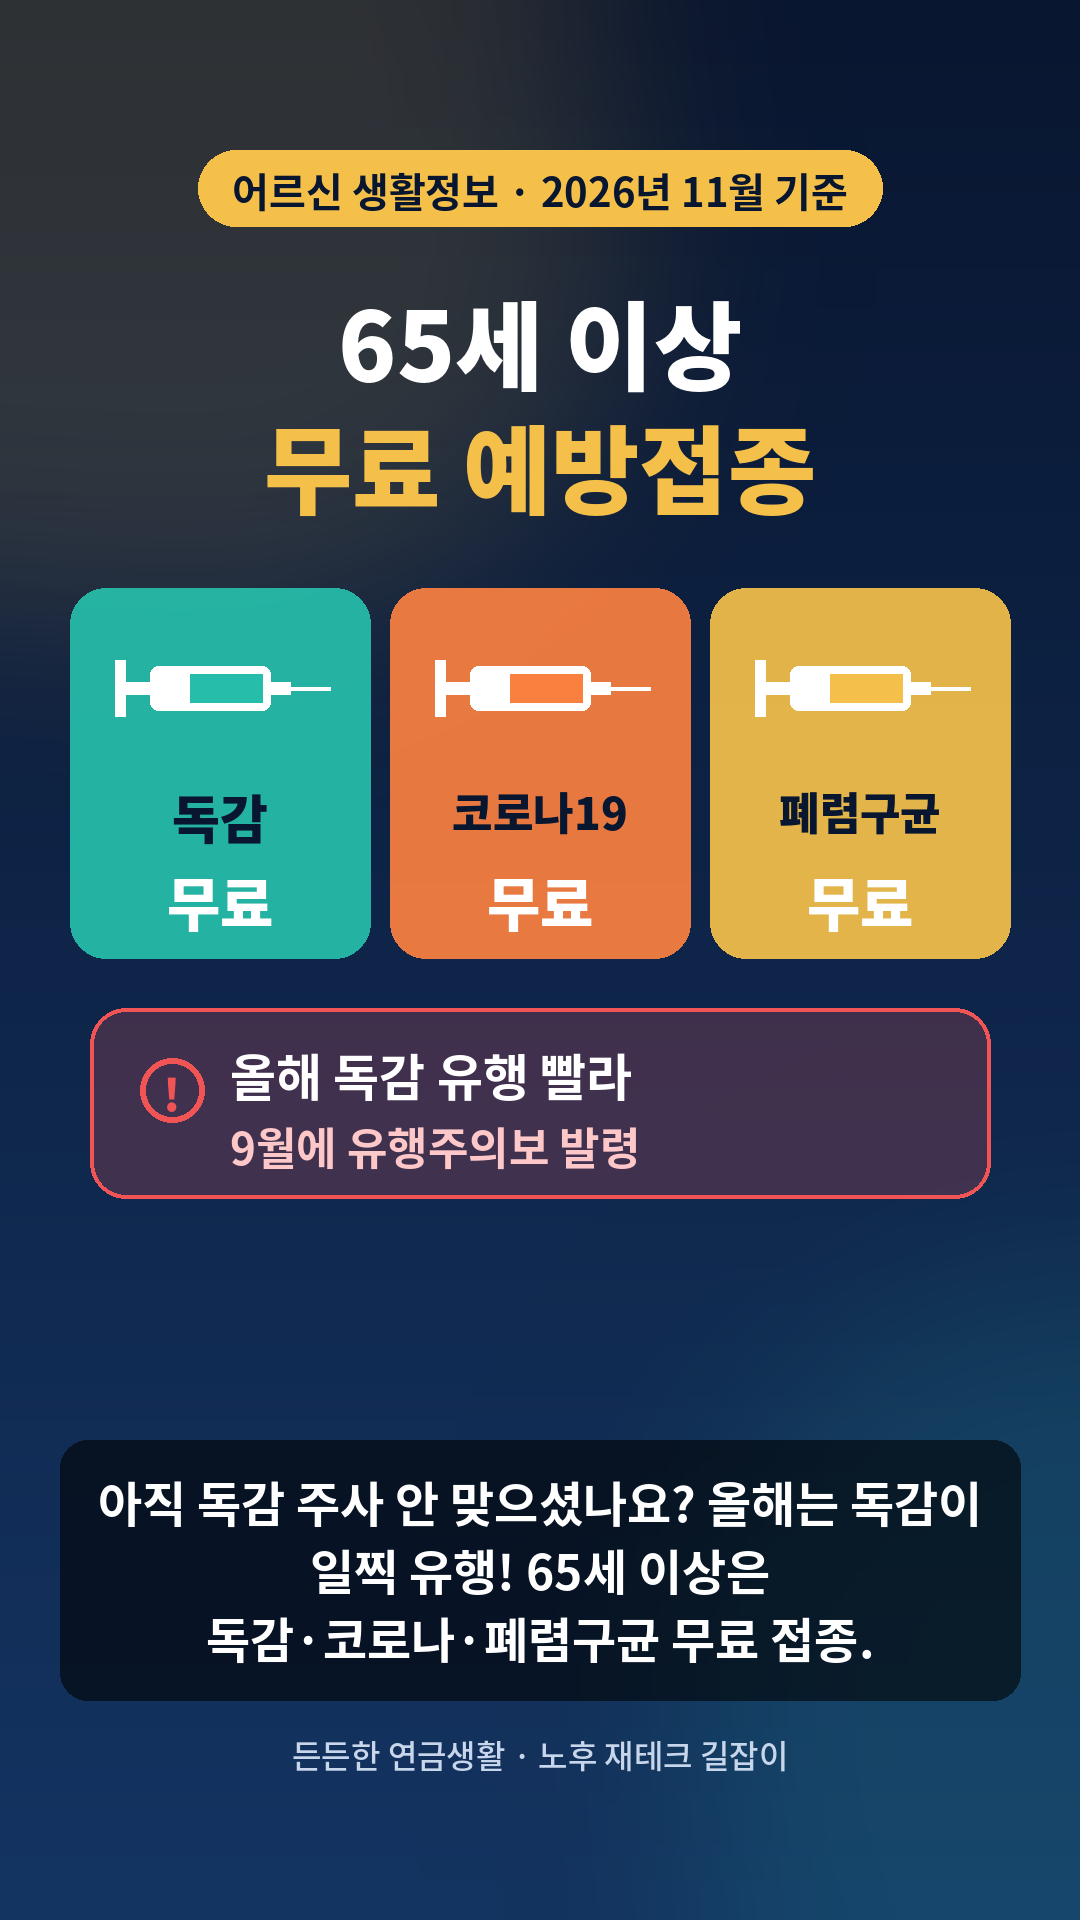 어르신 생활정보 · 2026년 11월 기준
65세 이상
무료 예방접종
독감
무료
코로나19
무료
폐렴구균
무료
!
올해 독감 유행 빨라
9월에 유행주의보 발령
아직 독감 주사 안 맞으셨나요? 올해는 독감이
일찍 유행! 65세 이상은
독감·코로나·폐렴구균 무료 접종.
든든한 연금생활 · 노후 재테크 길잡이